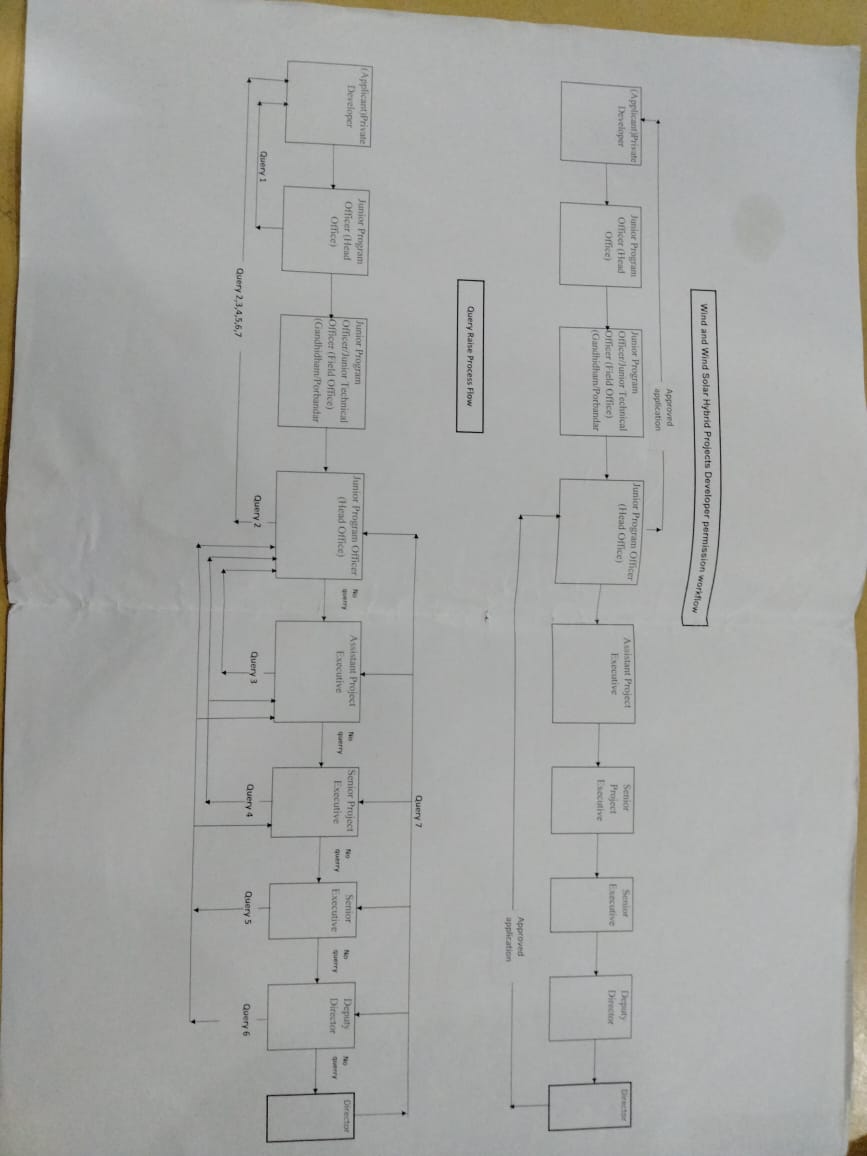 Wind and Wind Solar Hybrid Projects Developer permission workflow
Approved
application
(Applicant)Private
Developer
Junior Program
Officer (Head
Office)
Junior Program
Officer/Junior Technical
Officer (Field Office)
(Gandhidham/Porbandar
Junior Program Officer
(Head Office)
Assistant Project
Executive
Senior
Project
Executive
Senior
Executive
Deputy
Director
Director
Approved
application
Query Raise Process Flow
Query 7
(Applicant)Private
Developer
Junior Program
Officer (Head
Office)
Junior Program
Officer/Junior Technical
Officer (Field Office)
(Gandhidham/Porbandar
Junior Program Officer
(Head Office)
No
querry
Assistant Project
Executive
No
querry
Senior Project
Executive
No
querry
Senior
Executive
No
querry
Deputy
Director
No
querry
Director
Query 1
Query 2
Query 3
Query 4
Query 5
Query 6
Query 2,3,4,5,6,7